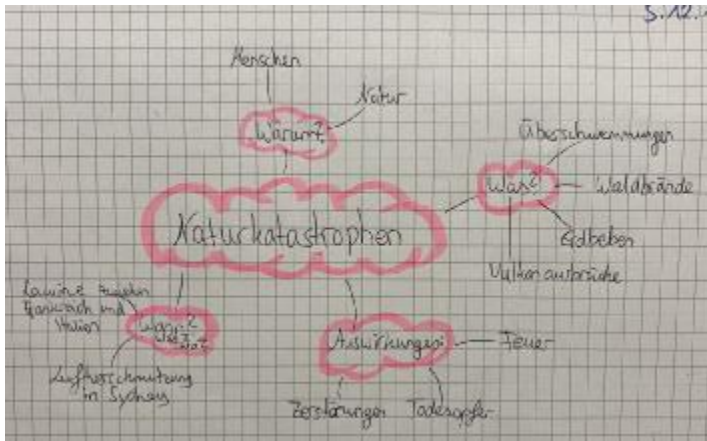 5.12.
Menschen
Natur
Warum?
Überschwemmungen
Was?
Waldbrände
Erdbeben
Vulkanausbrüche
Naturkatastrophen
Lawine zwischen
Frankreich und
Italien
Luftverschmutzung
in Sydney
Auswirkungen:
Feuer
Zerstörungen
Todesopfer